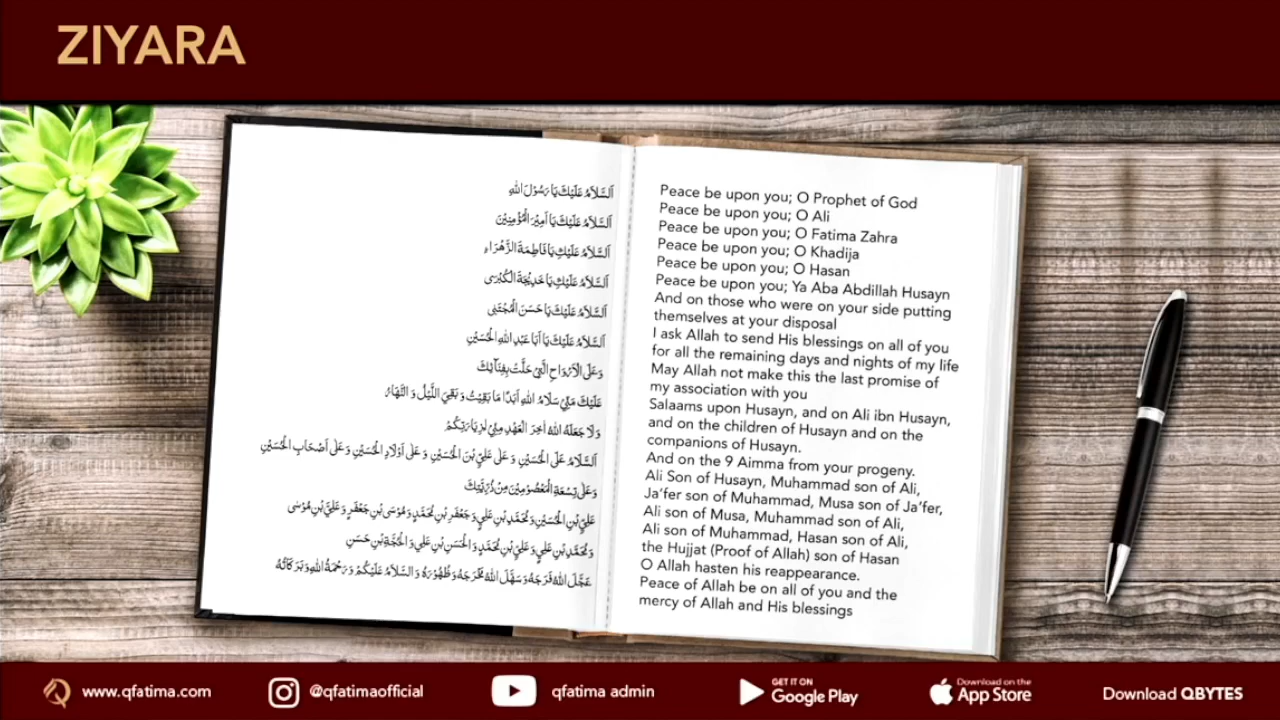 ZIYARA
اَلسَّلَامُ عَلَيْكَ يَا رَسُوْلَ اللهِ
اَلسَّلَامُ عَلَيْكَ يَا اَمِيْرَ الْمُؤْمِنِيْنَ
اَلسَّلَامُ عَلَيْكِ يَا فَاطِمَةَ الزَّهْرَاءِ
اَلسَّلَامُ عَلَيْكِ يَا خَدِيْجَةَ الْكُبْرٰى
اَلسَّلَامُ عَلَيْكَ يَا حَسَنَ الْمُجْتَبٰى
اَلسَّلَامُ عَلَيْكَ يَا اَبَا عَبْدِ اللهِ الْحُسَيْنِ
وَعَلَى الْاَرْوَاحِ الَّتِيْ حَلَّتْ بِفِنَآئِكَ
عَلَيْكَ مِنِّيْ سَلَامُ اللهِ اَبَدًا مَا بَقِيْتُ وَ بَقِيَ اللَّيْلُ وَ النَّهَارُ
وَلَا جَعَلَهُ اللهُ اٰخِرَ الْعَهْدِ مِنِّيْ لِزِيَارَتِكُمْ
اَلسَّلَامُ عَلَى الْحُسَيْنِ وَ عَلٰى عَلِيِّ بْنِ الْحُسَيْنِ وَ عَلٰى اَوْلَادِ الْحُسَيْنِ وَ عَلٰى اَصْحَابِ الْحُسَيْنِ
وَعَلٰى تِسْعَةِ الْمَعْصُوْمِيْنَ مِنْ ذُرِّيَّتِكَ
عَلِيِّ بْنِ الْحُسَيْنِ وَ مُحَمَّدِ بْنِ عَلِيٍ وَ جَعْفَرِ بْنِ مُحَمَّدٍ وَ مُوْسَى بْنِ جَعْفَرٍ وَ عَلِيِّ بْنِ مُوْسٰى
وَ مُحَمَّدِ بْنِ عَلِيٍ وَ عَلِيِّ بْنِ مُحَمَّدٍ وَ الْحَسَنِ بْنِ عَلِيٍ وَ الْحُجَّةِ بْنِ حَسَنِ
عَجَّلَ اللهُ فَرَجَهُ وَ سَهَّلَ اللهُ مَخْرَجَهُ وَ ظُهُوْرَهُ وَ السَّلَامُ عَلَيْكُمْ وَ رَحْمَةُ اللهِ وَ بَرَكَاتُهُ
Peace be upon you; O Prophet of God
Peace be upon you; O Ali
Peace be upon you; O Fatima Zahra
Peace be upon you; O Khadija
Peace be upon you; O Hasan
Peace be upon you; Ya Aba Abdillah Husayn
And on those who were on your side putting
themselves at your disposal
I ask Allah to send His blessings on all of you
for all the remaining days and nights of my life
May Allah not make this the last promise of
my association with you
Salaams upon Husayn, and on Ali ibn Husayn,
and on the children of Husayn and on the
companions of Husayn.
And on the 9 Aimma from your progeny.
Ali Son of Husayn, Muhammad son of Ali,
Ja'fer son of Muhammad, Musa son of Ja'fer,
Ali son of Musa, Muhammad son of Ali,
Ali son of Muhammad, Hasan son of Ali,
the Hujjat (Proof of Allah) son of Hasan
O Allah hasten his reappearance.
Peace of Allah be on all of you and the
mercy of Allah and His blessings
www.qfatima.com
@qfatimaofficial
qfatima admin
GET IT ON
Google Play
Download on the
App Store
Download QBYTES